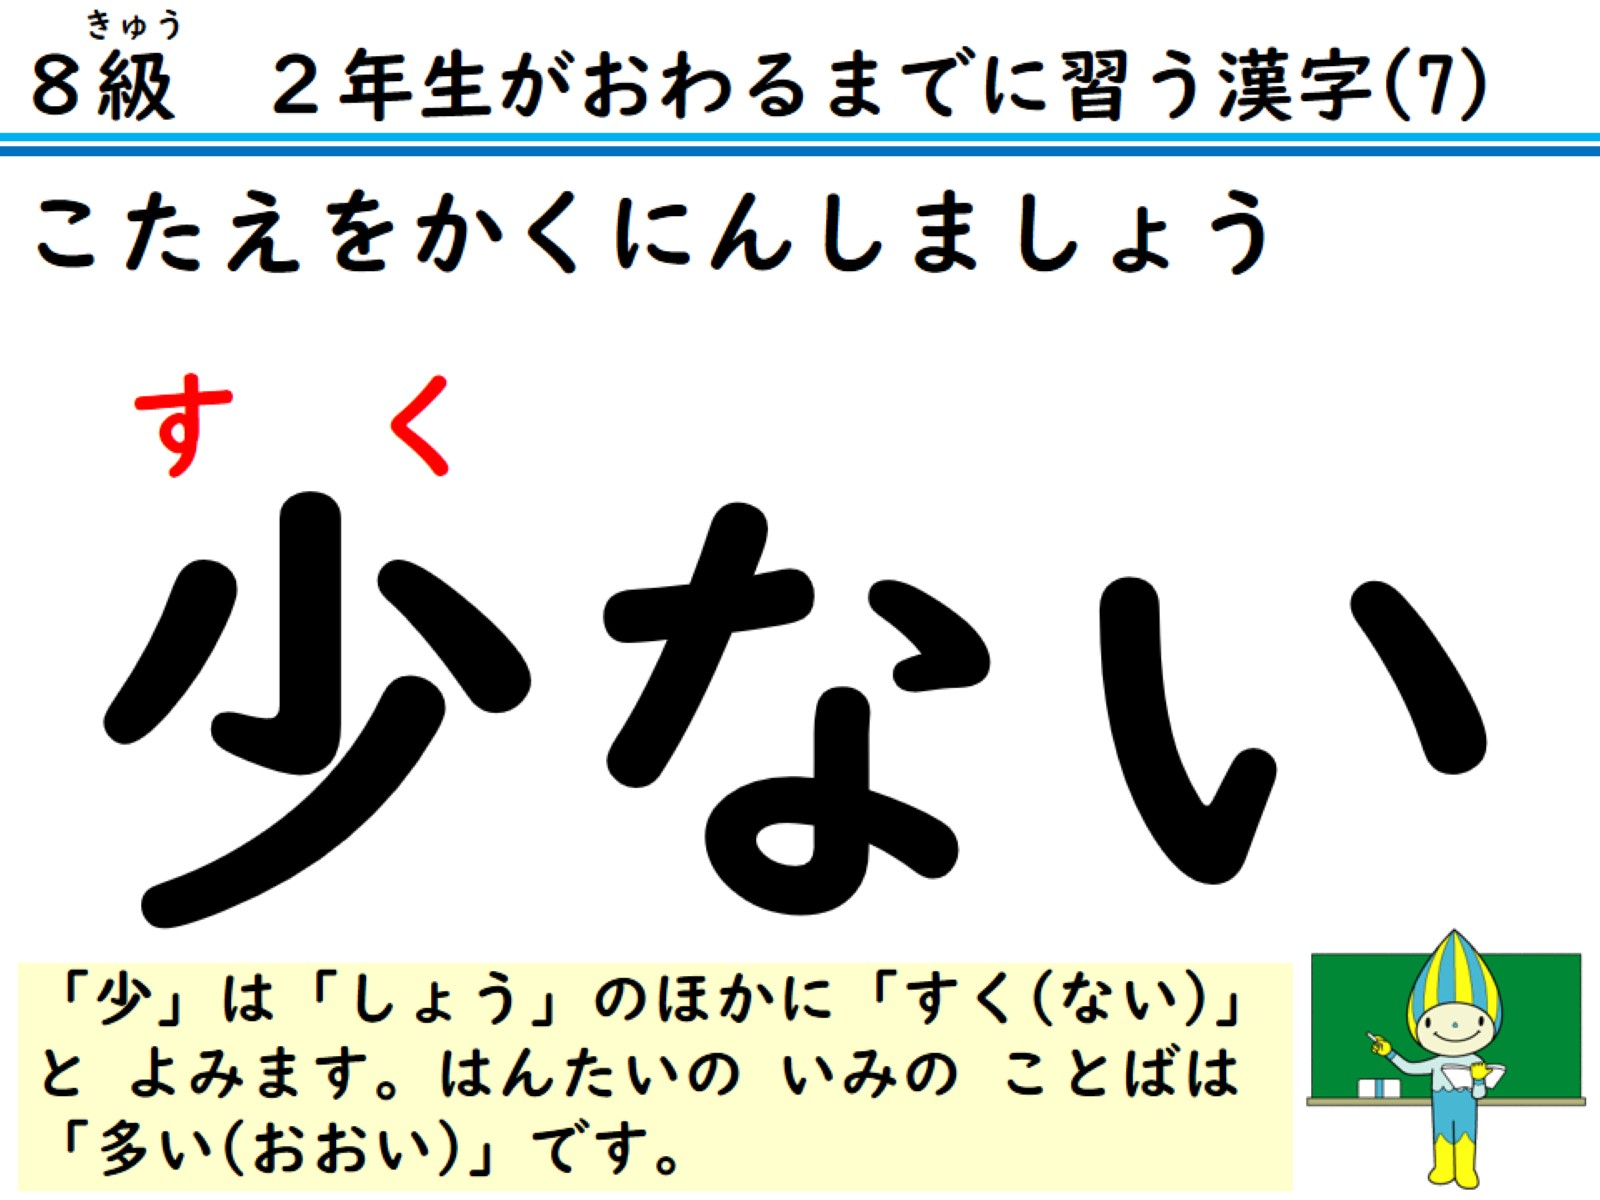 きゅう
8級　2年生がおわるまでに習う漢字(7)
こたえをかくにんしましょう
すく
少ない
「少」は「しょう」のほかに「すく(ない)」
と よみます。はんたいの いみの ことばは
「多い(おおい)」です。